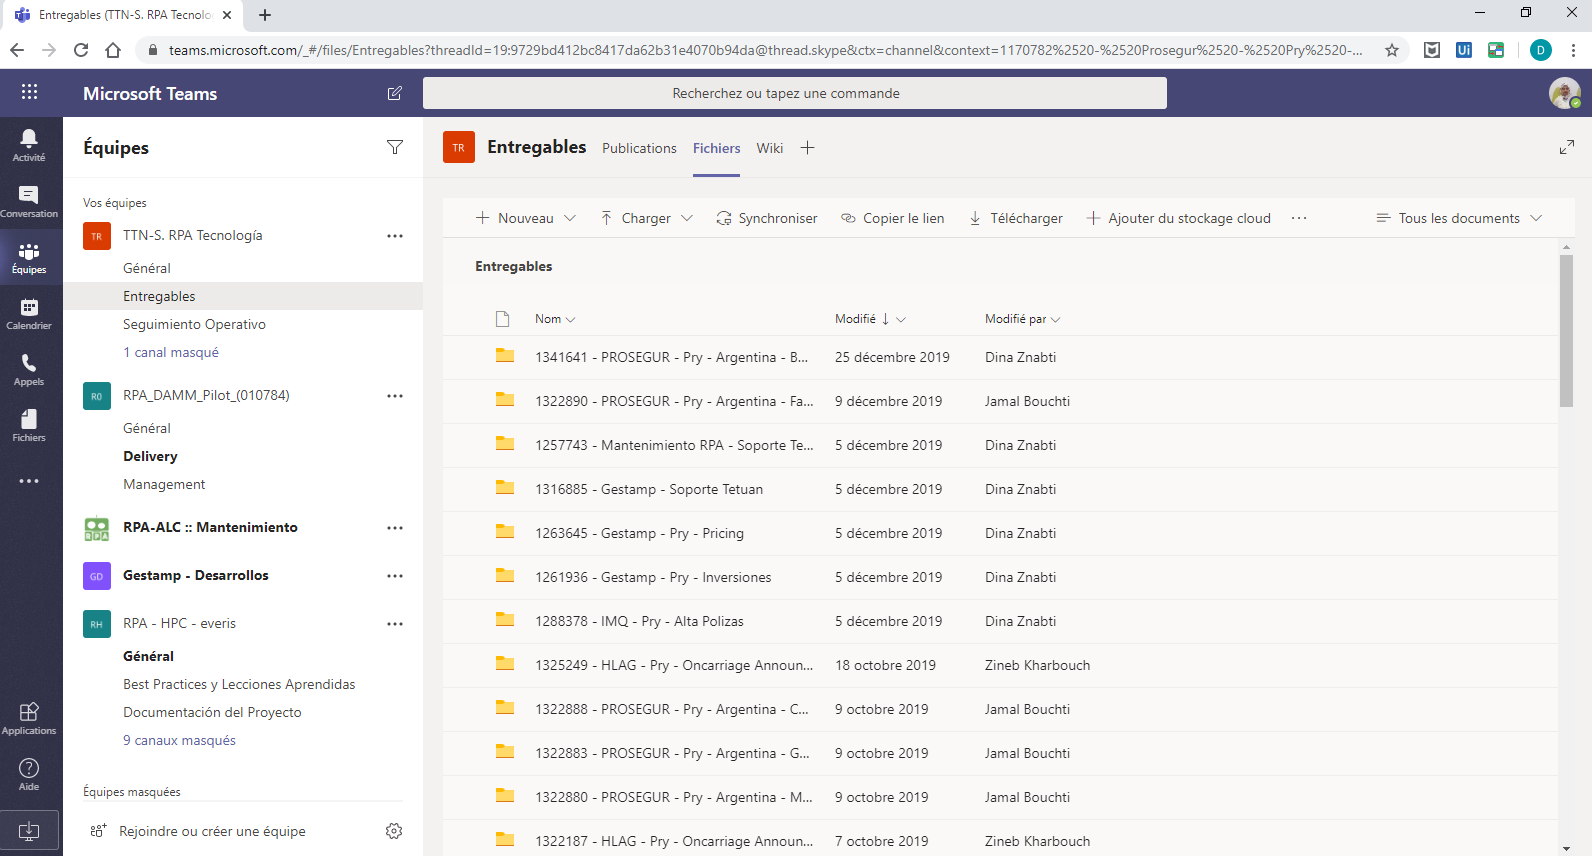 Entregables (TTN-S. RPA Tecnolo
teams.microsoft.com/_#/files/Entregables?threadId=19:9729bd412bc8417da62b31e4070b94da@thread.skype&ctx=channel&context=1170782%2520-%2520Prosegur%2520-%2520Pry%2520-...
Ui
D
Microsoft Teams
Recherchez ou tapez une commande
Activité
Conversation
Équipes
Calendrier
Appels
Fichiers
Applications
Aide
Équipes
Vos équipes
TR
TTN-S. RPA Tecnología
Général
Entregables
Seguimiento Operativo
1 canal masqué
R0
RPA_DAMM_Pilot_(010784)
Général
Delivery
Management
RPA
RPA-ALC :: Mantenimiento
GD
Gestamp - Desarrollos
RH
RPA - HPC - everis
Général
Best Practices y Lecciones Aprendidas
Documentación del Proyecto
9 canaux masqués
Équipes masquées
Rejoindre ou créer une équipe
TR
Entregables
Publications
Fichiers
Wiki
Nouveau
Charger
Synchroniser
Copier le lien
Télécharger
Ajouter du stockage cloud
Tous les documents
Entregables
Nom
Modifié
Modifié par
1341641 - PROSEGUR - Pry - Argentina - B... 25 décembre 2019 Dina Znabti
1322890 - PROSEGUR - Pry - Argentina - Fa... 9 décembre 2019 Jamal Bouchti
1257743 - Mantenimiento RPA - Soporte Te... 5 décembre 2019 Dina Znabti
1316885 - Gestamp - Soporte Tetuan 5 décembre 2019 Dina Znabti
1263645 - Gestamp - Pry - Pricing 5 décembre 2019 Dina Znabti
1261936 - Gestamp - Pry - Inversiones 5 décembre 2019 Dina Znabti
1288378 - IMQ - Pry - Alta Polizas 5 décembre 2019 Dina Znabti
1325249 - HLAG - Pry - Oncarriage Announ... 18 octobre 2019 Zineb Kharbouch
1322888 - PROSEGUR - Pry - Argentina - C... 9 octobre 2019 Jamal Bouchti
1322883 - PROSEGUR - Pry - Argentina - G... 9 octobre 2019 Jamal Bouchti
1322880 - PROSEGUR - Pry - Argentina - M... 9 octobre 2019 Jamal Bouchti
1322187 - HLAG - Pry - Oncarriage Announ... 7 octobre 2019 Zineb Kharbouch